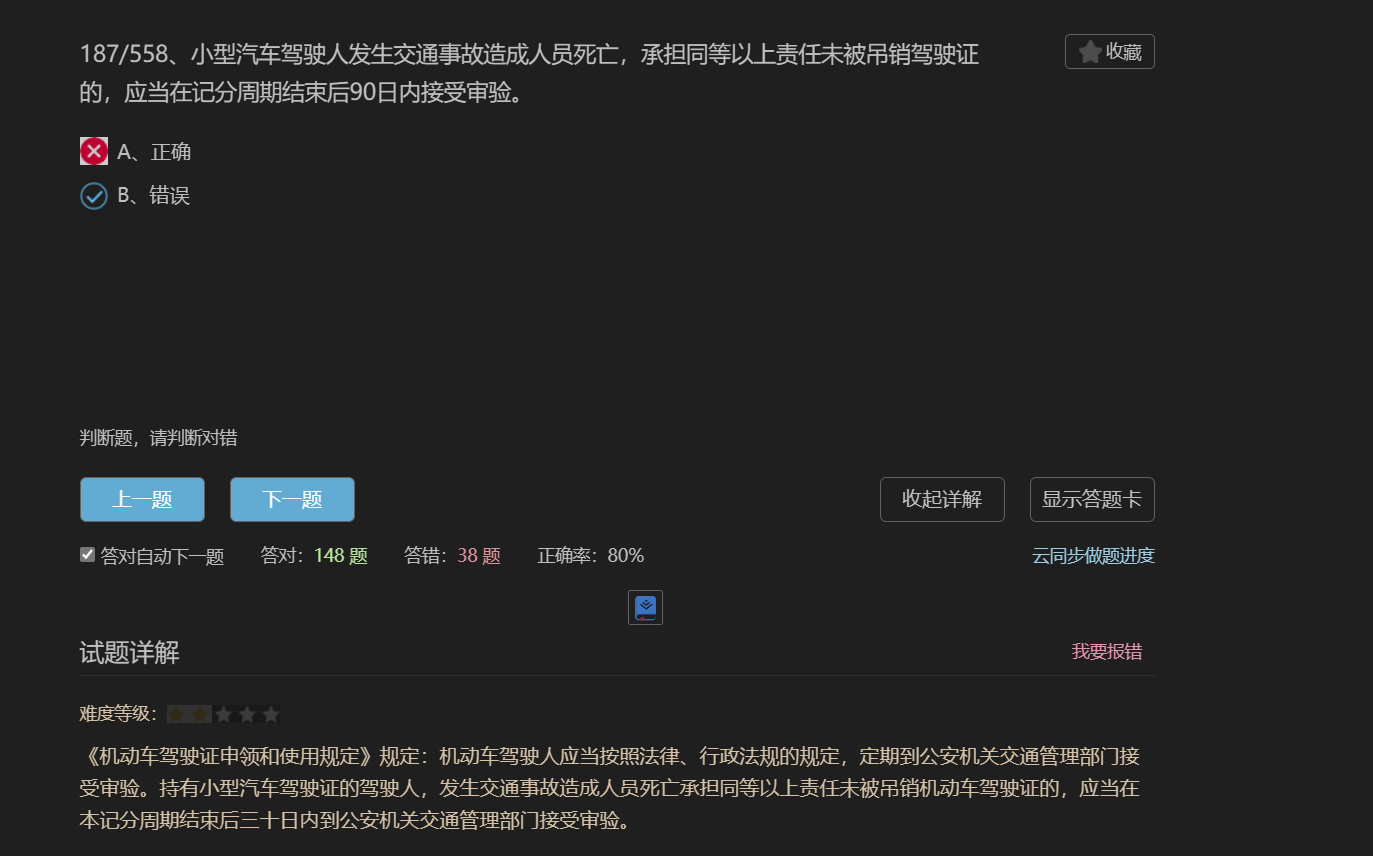 187/558、小型汽车驾驶人发生交通事故造成人员死亡，承担同等以上责任未被吊销驾驶证
的，应当在记分周期结束后90日内接受审验。
收藏
A、正确
B、错误
判断题，请判断对错
上一题
下一题
收起详解
显示答题卡
答对自动下一题 答对：148 题 答错：38 题 正确率：80%
云同步做题进度
试题详解
我要报错
难度等级：
《机动车驾驶证申领和使用规定》规定：机动车驾驶人应当按照法律、行政法规的规定，定期到公安机关交通管理部门接
受审验。持有小型汽车驾驶证的驾驶人，发生交通事故造成人员死亡承担同等以上责任未被吊销机动车驾驶证的，应当在
本记分周期结束后三十日内到公安机关交通管理部门接受审验。